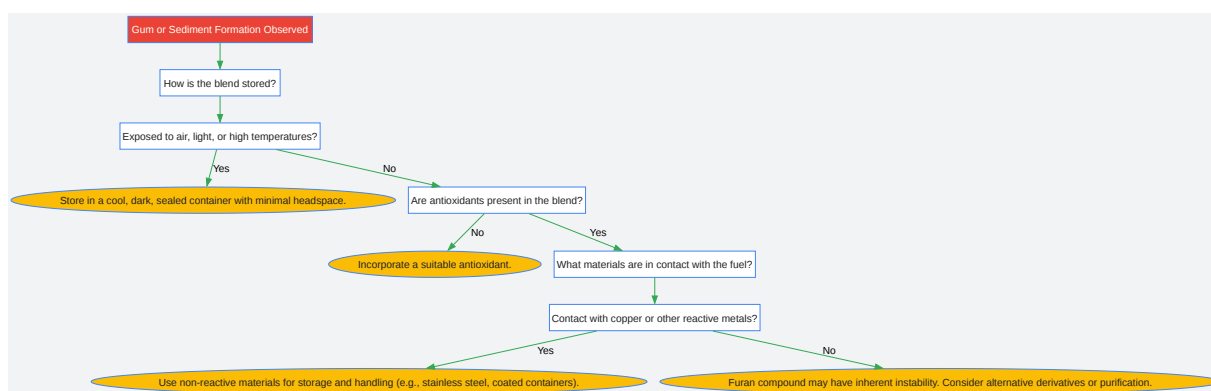 Gum or Sediment Formation Observed
How is the blend stored?
Exposed to air, light, or high temperatures?
Yes
No
Store in a cool, dark, sealed container with minimal headspace.
Are antioxidants present in the blend?
No
Yes
Incorporate a suitable antioxidant.
What materials are in contact with the fuel?
Contact with copper or other reactive metals?
Yes
No
Use non-reactive materials for storage and handling (e.g., stainless steel, coated containers).
Furan compound may have inherent instability. Consider alternative derivatives or purification.